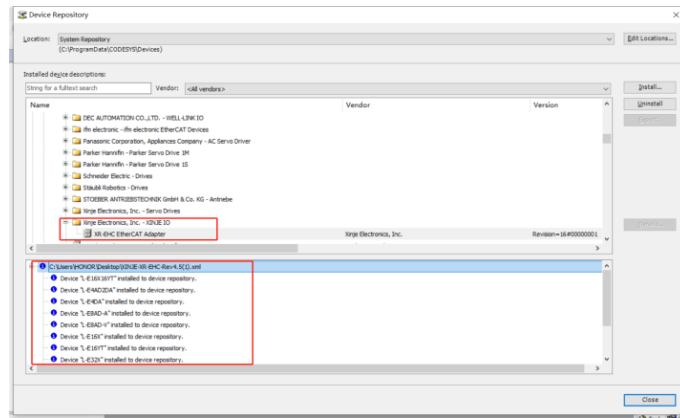 Device Repository
Location: System Repository Edit Locations...
(C:\ProgramData\CODESYS\Devices)
Installed device descriptions:
String for a fulltext search Vendor: <All vendors> Install...
Name Vendor Version Uninstall
DEC AUTOMATION CO.,LTD. - WELL-LINK IO
ifm electronic - ifm electronic EtherCAT Devices
Panasonic Corporation, Appliances Company - AC Servo Driver
Parker Hannifin - Parker Servo Drive 1M
Parker Hannifin - Parker Servo Drive 1S
Schneider Electric - Drives
Stäubli Robotics - Drives
STOEBER ANTRIEBSTECHNIK GmbH & Co. KG - Antriebe
Xinje Electronics, Inc. - Servo Drives
Xinje Electronics, Inc. - XINJE IO
XR-EHC EtherCAT Adapter Xinje Electronics, Inc. Revision=16#00000001
C:\Users\HONOR\Desktop\XINJE-XR-EHC-Rev4.5(1).xml
Device "L-E16X16YT" installed to device repository.
Device "L-E4AD2DA" installed to device repository.
Device "L-E4DA" installed to device repository.
Device "L-E8AD-A" installed to device repository.
Device "L-E8AD-V" installed to device repository.
Device "L-E16X" installed to device repository.
Device "L-E16YT" installed to device repository.
Device "L-E32X" installed to device repository.
Close